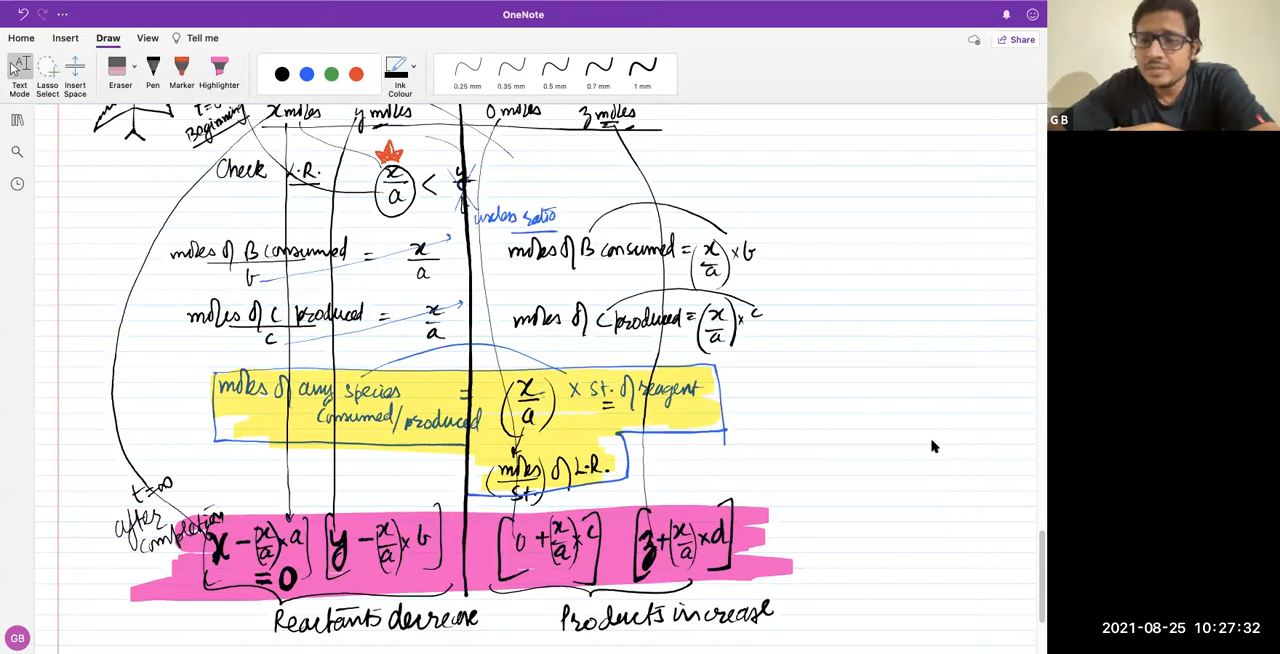 OneNote
Home Insert Draw View Tell me
Share
Text Mode
Lasso Select
Insert Space
Eraser
Pen
Marker
Highlighter
0.25 mm 0.35 mm 0.5 mm 0.7 mm 1 mm
Ink Colour
GB
t=0
Beginning
x moles y moles 0 moles z moles
Check L.R. x/a < y/b
useless ratio
moles of B consumed / b = x/a
moles of B consumed = (x/a) × b
moles of C produced / c = x/a
moles of C produced = (x/a) × c
moles of any species consumed/produced = (x/a) × St. of reagent
(moles/St.) of L.R.
t=∞
after completion
[x - (x/a) × a] [y - (x/a) × b] [0 + (x/a) × c] [z + (x/a) × d]
= 0
Reactants decrease Products increase
GB
2021-08-25 10:27:32